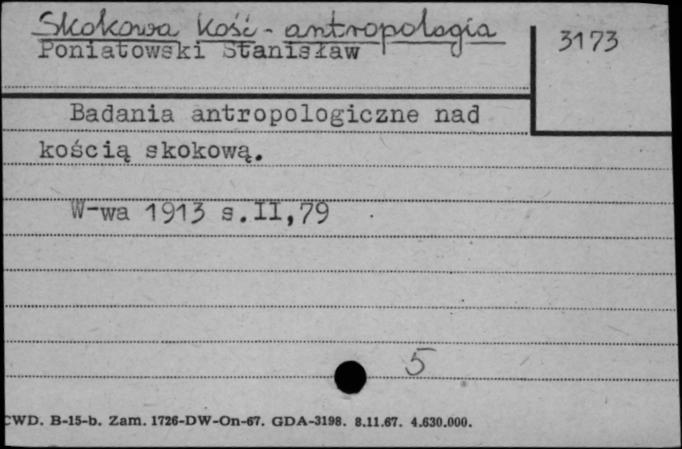 Skokowa kość - antropologia
3173
Poniatowski Stanisław
Badania antropologiczne nad
kością skokową.
W-wa 1913 s.II,79
5
CWD. B-15-b. Zam. 1726-DW-On-67. GDA-3198. 8.11.67. 4.630.000.